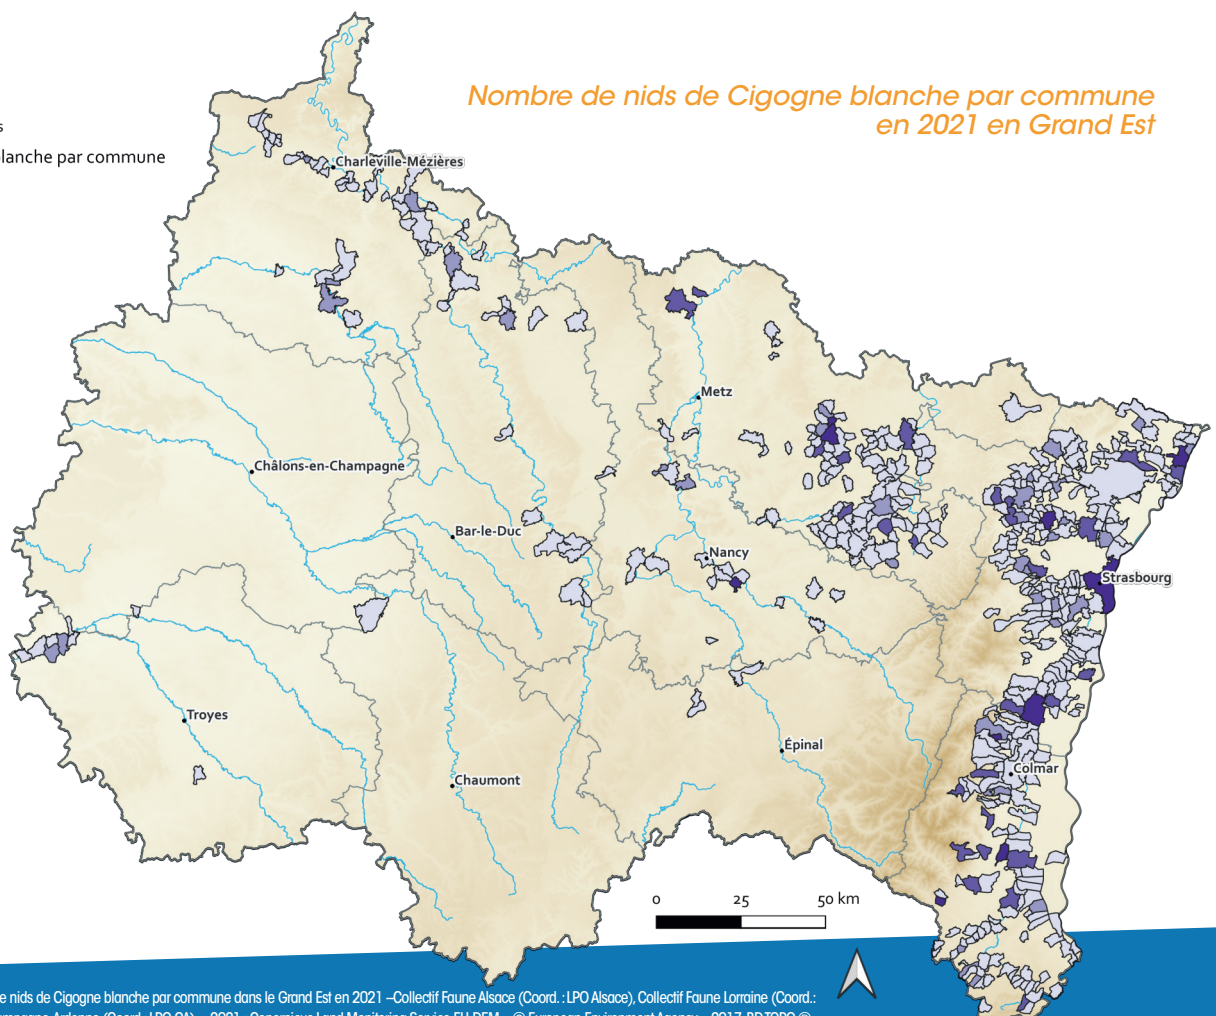 Nombre de nids de Cigogne blanche par commune
en 2021 en Grand Est
blanche par commune
Charleville-Mézières
Metz
Châlons-en-Champagne
Bar-le-Duc
Nancy
Strasbourg
Troyes
Épinal
Colmar
Chaumont
0 25 50 km
e nids de Cigogne blanche par commune dans le Grand Est en 2021 –Collectif Faune Alsace (Coord. : LPO Alsace), Collectif Faune Lorraine (Coord.: